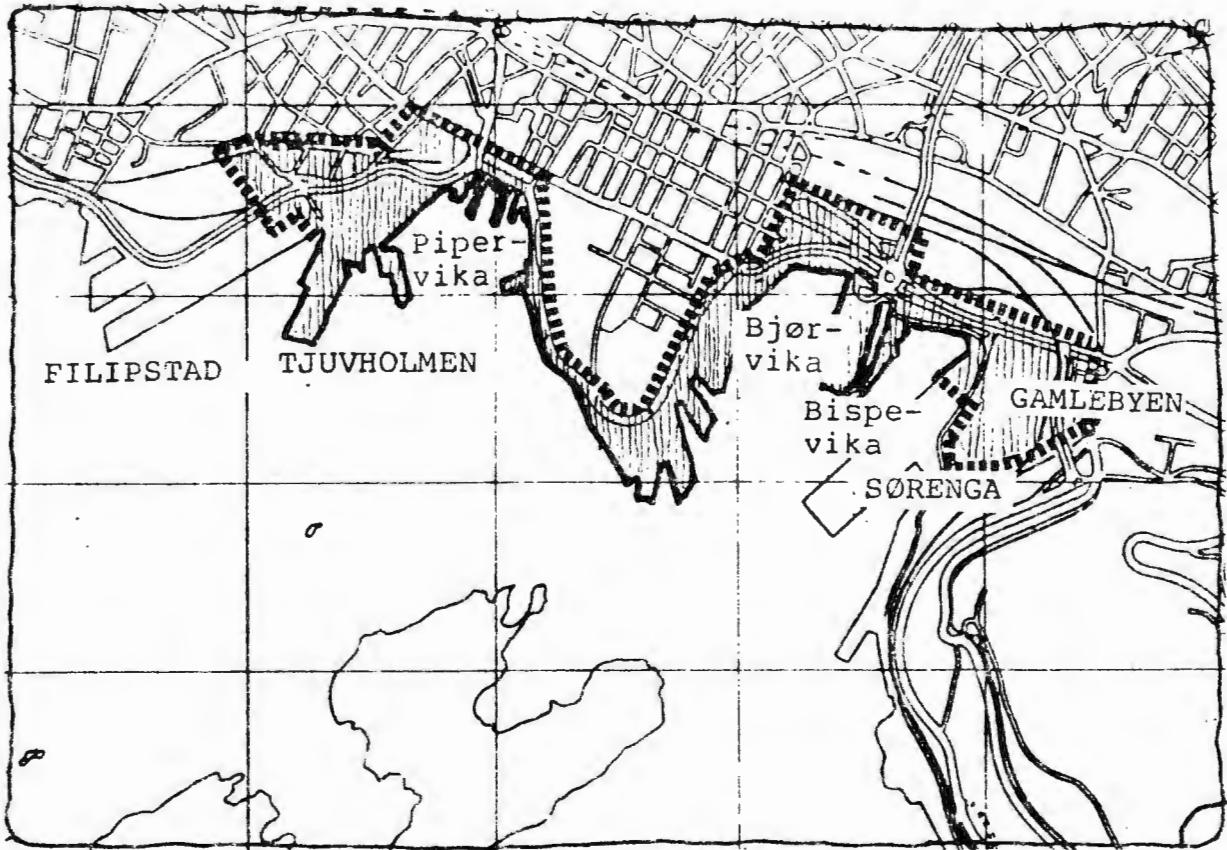 Piper-
vika
FILIPSTAD
TJUVHOLMEN
Bjør-
vika
Bispe-
vika
GAMLEBYEN
SØRENGA